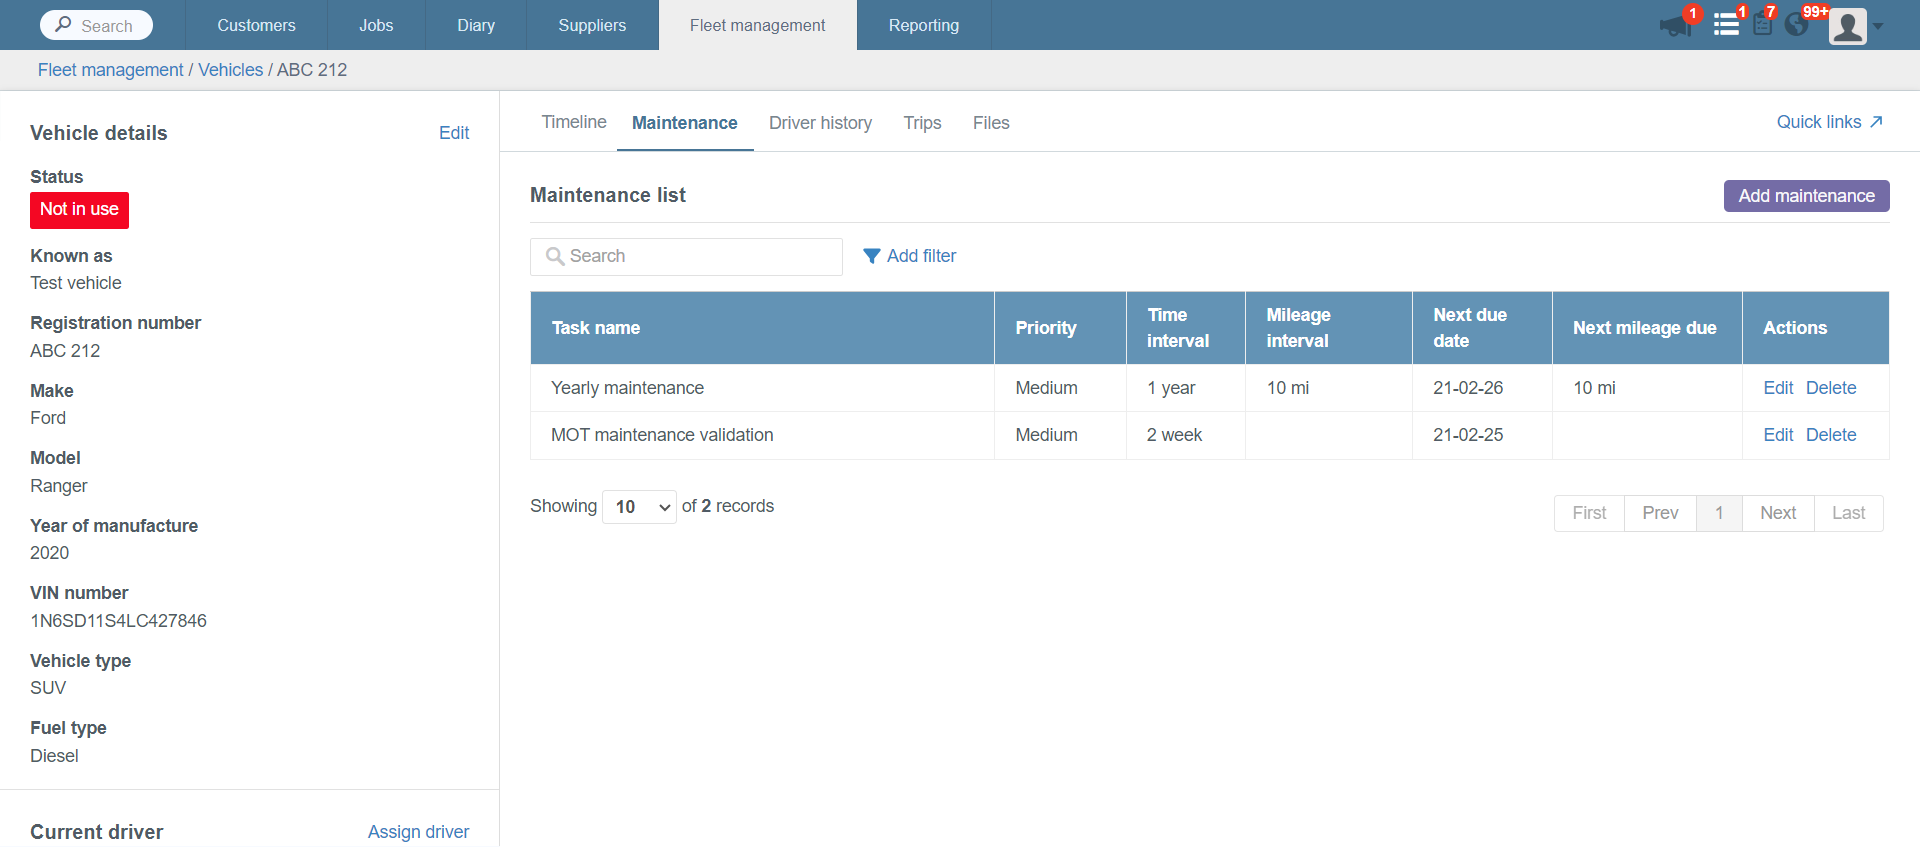 Search
Customers
Jobs
Diary
Suppliers
Fleet management
Reporting
1
1
7
99+
Fleet management / Vehicles / ABC 212
Vehicle details
Edit
Status
Not in use
Known as
Test vehicle
Registration number
ABC 212
Make
Ford
Model
Ranger
Year of manufacture
2020
VIN number
1N6SD11S4LC427846
Vehicle type
SUV
Fuel type
Diesel
Current driver
Assign driver
Timeline
Maintenance
Driver history
Trips
Files
Quick links
Maintenance list
Add maintenance
Search
Add filter
Task name
Priority
Time interval
Mileage interval
Next due date
Next mileage due
Actions
Yearly maintenance
Medium
1 year
10 mi
21-02-26
10 mi
Edit
Delete
MOT maintenance validation
Medium
2 week
21-02-25
Edit
Delete
Showing 10 of 2 records
First
Prev
1
Next
Last